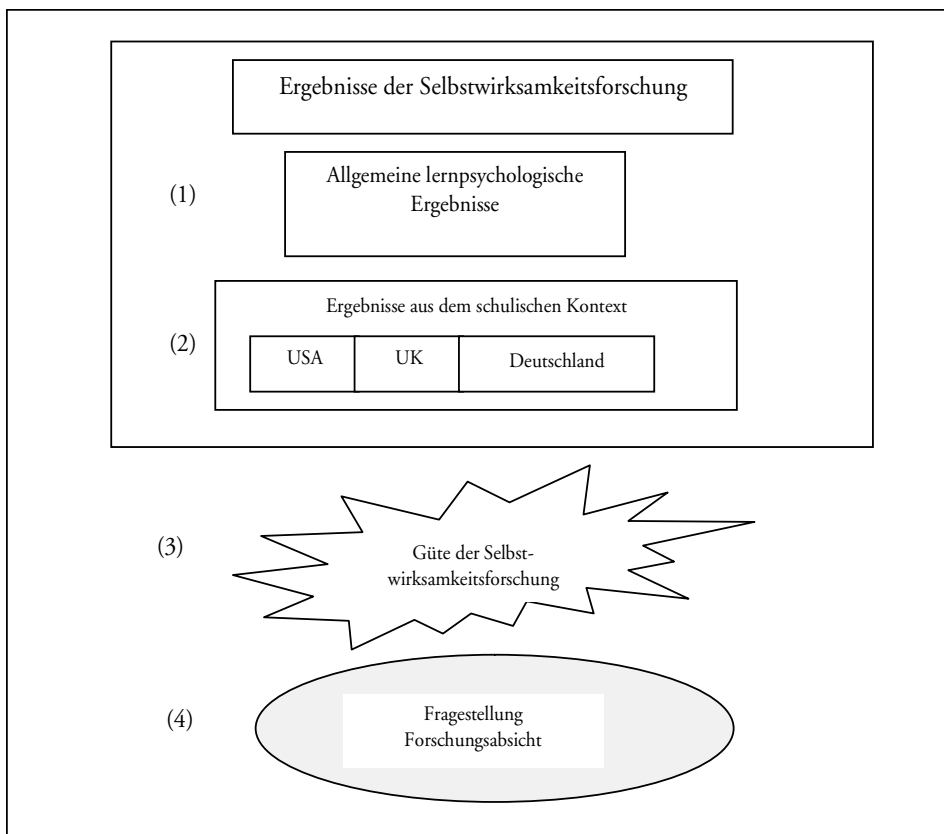 Ergebnisse der Selbstwirksamkeitsforschung
(1)
Allgemeine lernpsychologische
Ergebnisse
Ergebnisse aus dem schulischen Kontext
(2)
USA
UK
Deutschland
(3)
Güte der Selbst-
wirksamkeitsforschung
(4)
Fragestellung
Forschungsabsicht